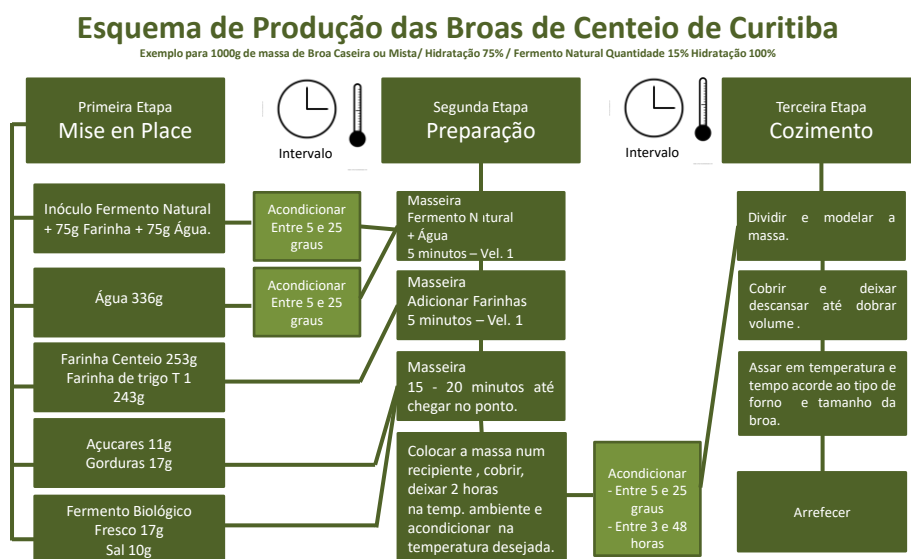 Esquema de Produção das Broas de Centeio de Curitiba
Exemplo para 1000g de massa de Broa Caseira ou Mista/ Hidratação 75% / Fermento Natural Quantidade 15% Hidratação 100%
Primeira Etapa
Mise en Place
Intervalo
Segunda Etapa
Preparação
Intervalo
Terceira Etapa
Cozimento
Inóculo Fermento Natural
+ 75g Farinha + 75g Água.
Acondicionar
Entre 5 e 25
graus
Água 336g
Acondicionar
Entre 5 e 25
graus
Farinha Centeio 253g
Farinha de trigo T 1
243g
Açucares 11g
Gorduras 17g
Fermento Biológico
Fresco 17g
Sal 10g
Masseira
Fermento Natural
+ Água
5 minutos – Vel. 1
Masseira
Adicionar Farinhas
5 minutos – Vel. 1
Masseira
15 - 20 minutos até
chegar no ponto.
Colocar a massa num
recipiente , cobrir,
deixar 2 horas
na temp. ambiente e
acondicionar na
temperatura desejada.
Acondicionar
- Entre 5 e 25
graus
- Entre 3 e 48
horas
Dividir e modelar a
massa.
Cobrir e deixar
descansar até dobrar
volume .
Assar em temperatura e
tempo acorde ao tipo de
forno e tamanho da
broa.
Arrefecer